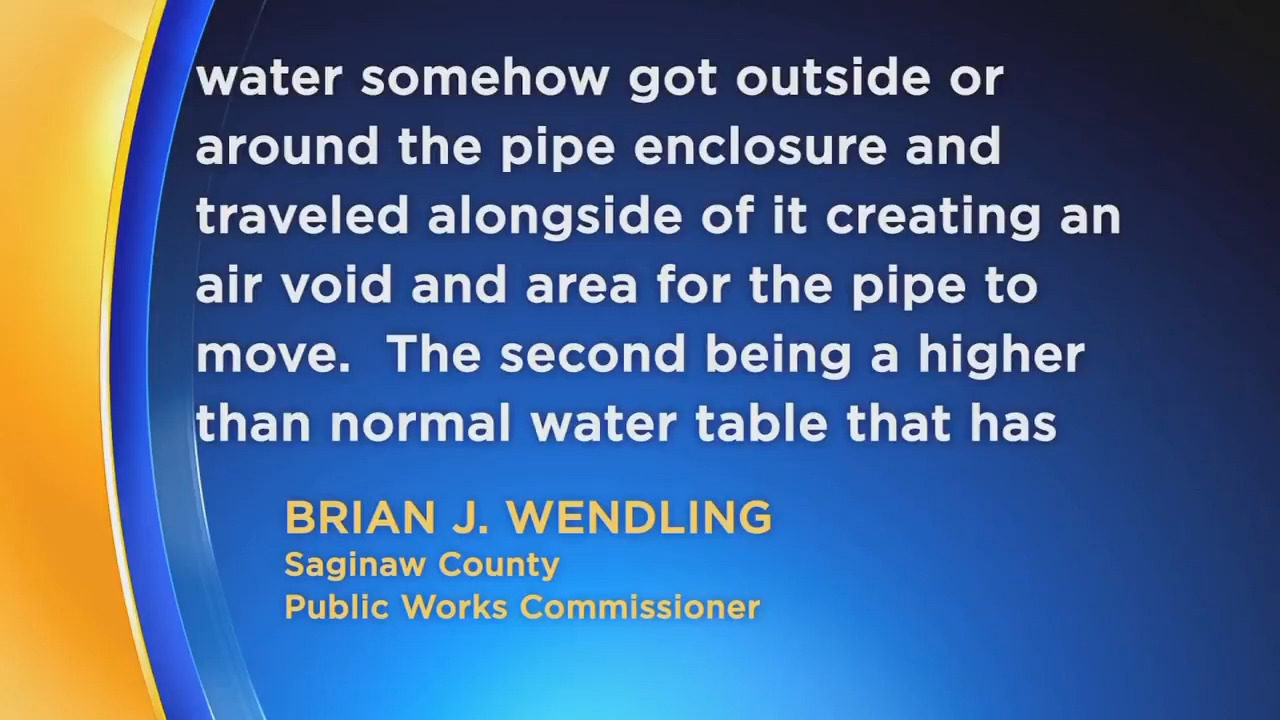 water somehow got outside or
around the pipe enclosure and
traveled alongside of it creating an
air void and area for the pipe to
move.  The second being a higher
than normal water table that has
BRIAN J. WENDLING
Saginaw County
Public Works Commissioner